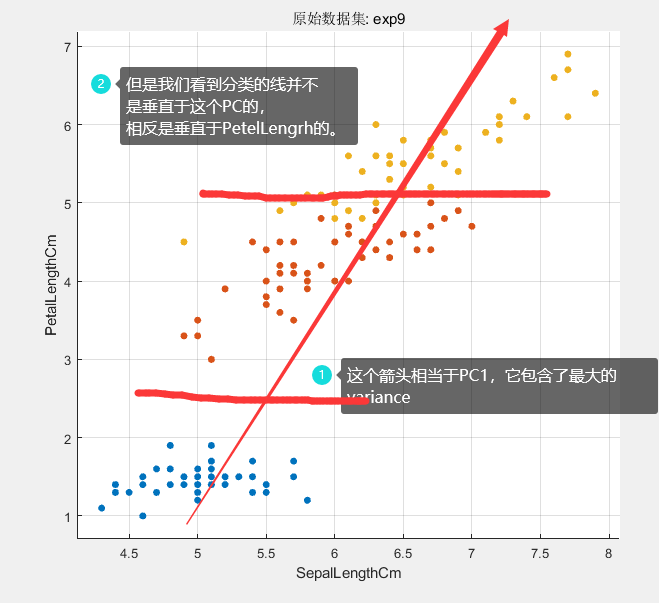 原始数据集: exp9
7
2
但是我们看到分类的线并不
是垂直于这个PC的，
相反是垂直于PetelLengrh的。
6
5
PetalLengthCm
4
3
1
这个箭头相当于PC1，它包含了最大的
variance
2
1
4.5 5 5.5 6 6.5 7 7.5 8
SepalLengthCm